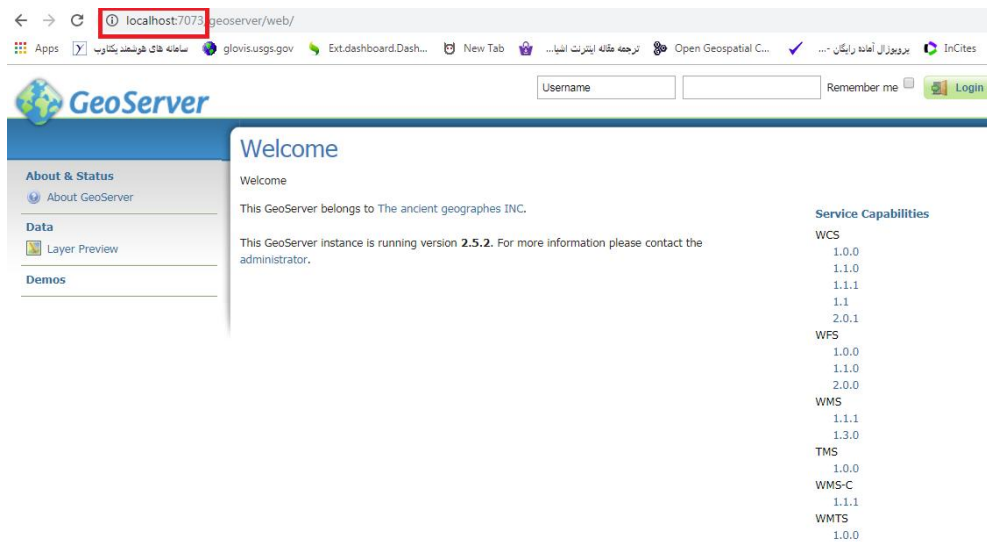 localhost:7073/geoserver/web/
Apps سامانه های هوشمند یکتاوب glovis.usgs.gov Ext.dashboard.Dash... New Tab ترجمه مقاله اینترنت اشیا... Open Geospatial C... پروپوزال آماده رایگان -... InCites
GeoServer
Username
Remember me
Login
Welcome
About & Status
About GeoServer
Data
Layer Preview
Demos
Welcome
This GeoServer belongs to The ancient geographes INC.
This GeoServer instance is running version 2.5.2. For more information please contact the
administrator.
Service Capabilities
WCS
1.0.0
1.1.0
1.1.1
1.1
2.0.1
WFS
1.0.0
1.1.0
2.0.0
WMS
1.1.1
1.3.0
TMS
1.0.0
WMS-C
1.1.1
WMTS
1.0.0